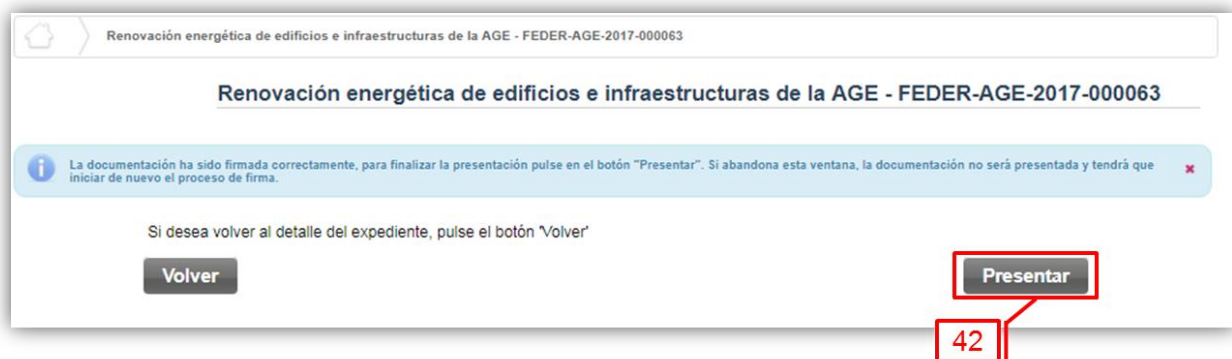 Renovación energética de edificios e infraestructuras de la AGE - FEDER-AGE-2017-000063
Renovación energética de edificios e infraestructuras de la AGE - FEDER-AGE-2017-000063
La documentación ha sido firmada correctamente, para finalizar la presentación pulse en el botón "Presentar". Si abandona esta ventana, la documentación no será presentada y tendrá que
iniciar de nuevo el proceso de firma.
Si desea volver al detalle del expediente, pulse el botón 'Volver'
Volver
Presentar
42